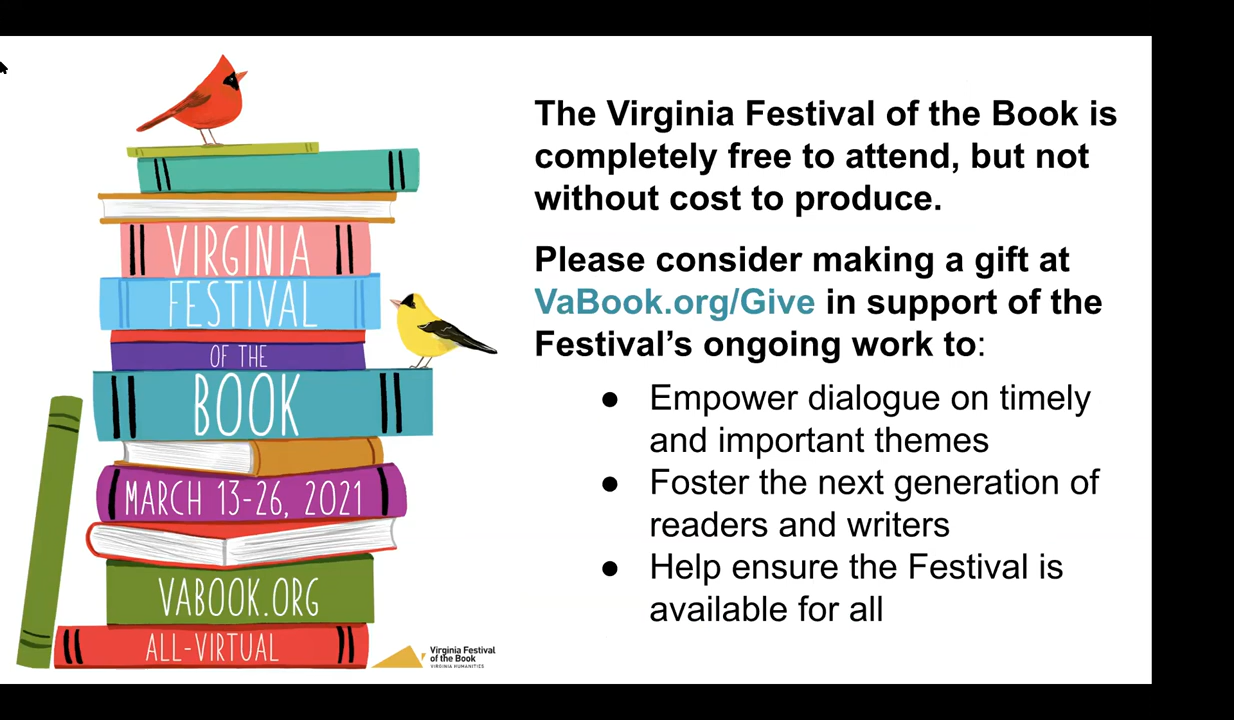 VIRGINIA
FESTIVAL
OF THE
BOOK
MARCH 13-26, 2021
VABOOK.ORG
ALL-VIRTUAL
Virginia Festival
of the Book
VIRGINIA HUMANITIES
The Virginia Festival of the Book is
completely free to attend, but not
without cost to produce.
Please consider making a gift at
VaBook.org/Give in support of the
Festival's ongoing work to:
● Empower dialogue on timely
and important themes
● Foster the next generation of
readers and writers
● Help ensure the Festival is
available for all